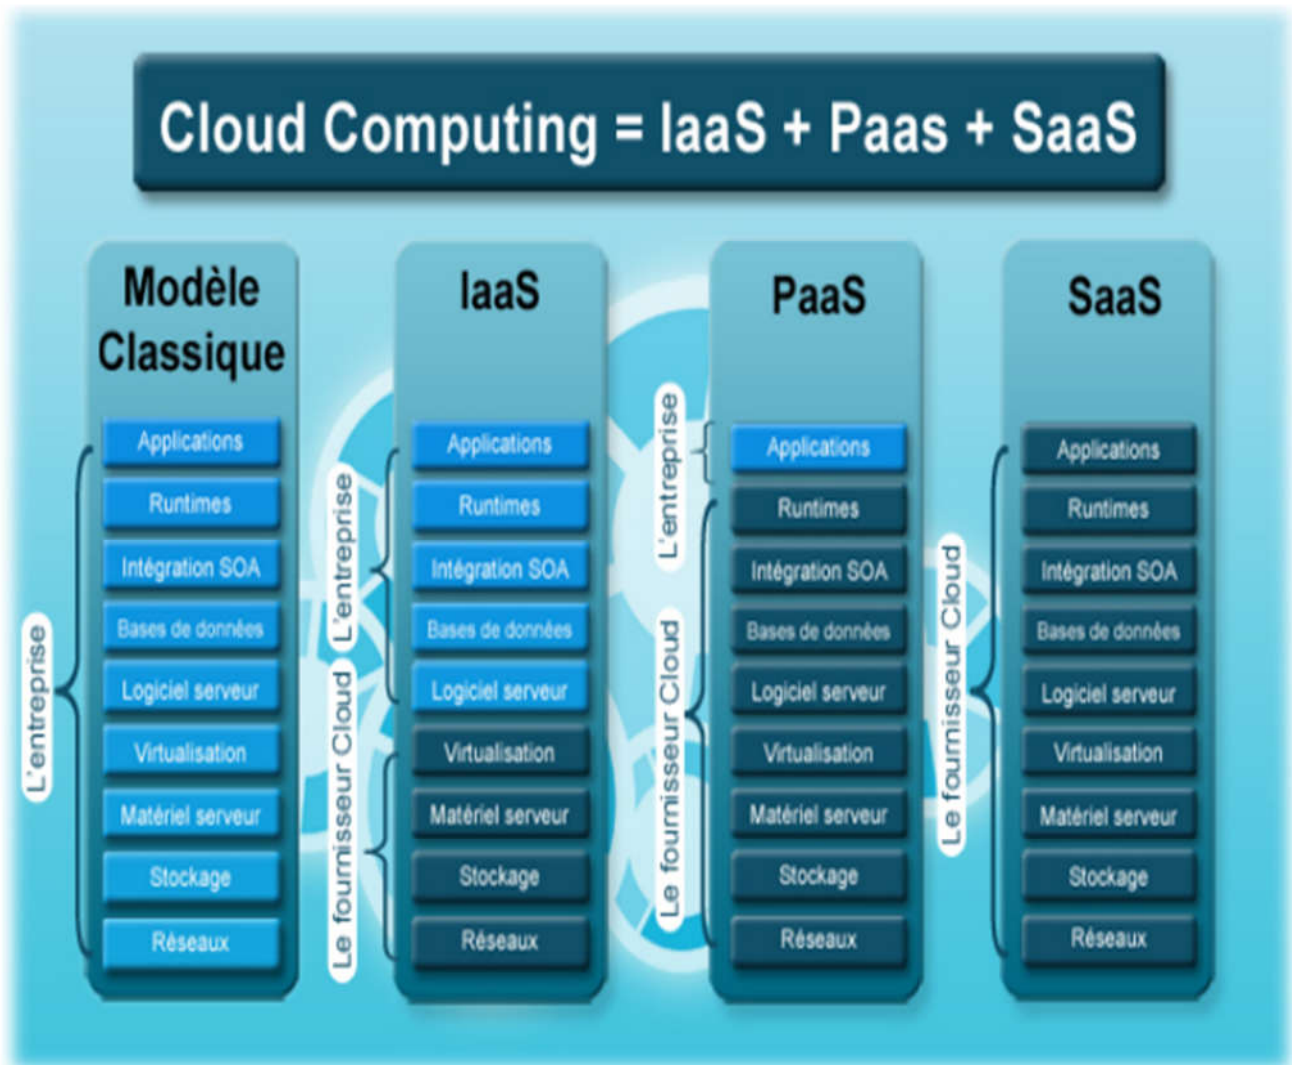 Cloud Computing = IaaS + Paas + SaaS
Modèle
Classique
L'entreprise
Applications
Runtimes
Intégration SOA
Bases de données
Logiciel serveur
Virtualisation
Matériel serveur
Stockage
Réseaux
IaaS
L'entreprise
Le fournisseur Cloud
Applications
Runtimes
Intégration SOA
Bases de données
Logiciel serveur
Virtualisation
Matériel serveur
Stockage
Réseaux
PaaS
L'entreprise
Le fournisseur Cloud
Applications
Runtimes
Intégration SOA
Bases de données
Logiciel serveur
Virtualisation
Matériel serveur
Stockage
Réseaux
SaaS
Le fournisseur Cloud
Applications
Runtimes
Intégration SOA
Bases de données
Logiciel serveur
Virtualisation
Matériel serveur
Stockage
Réseaux